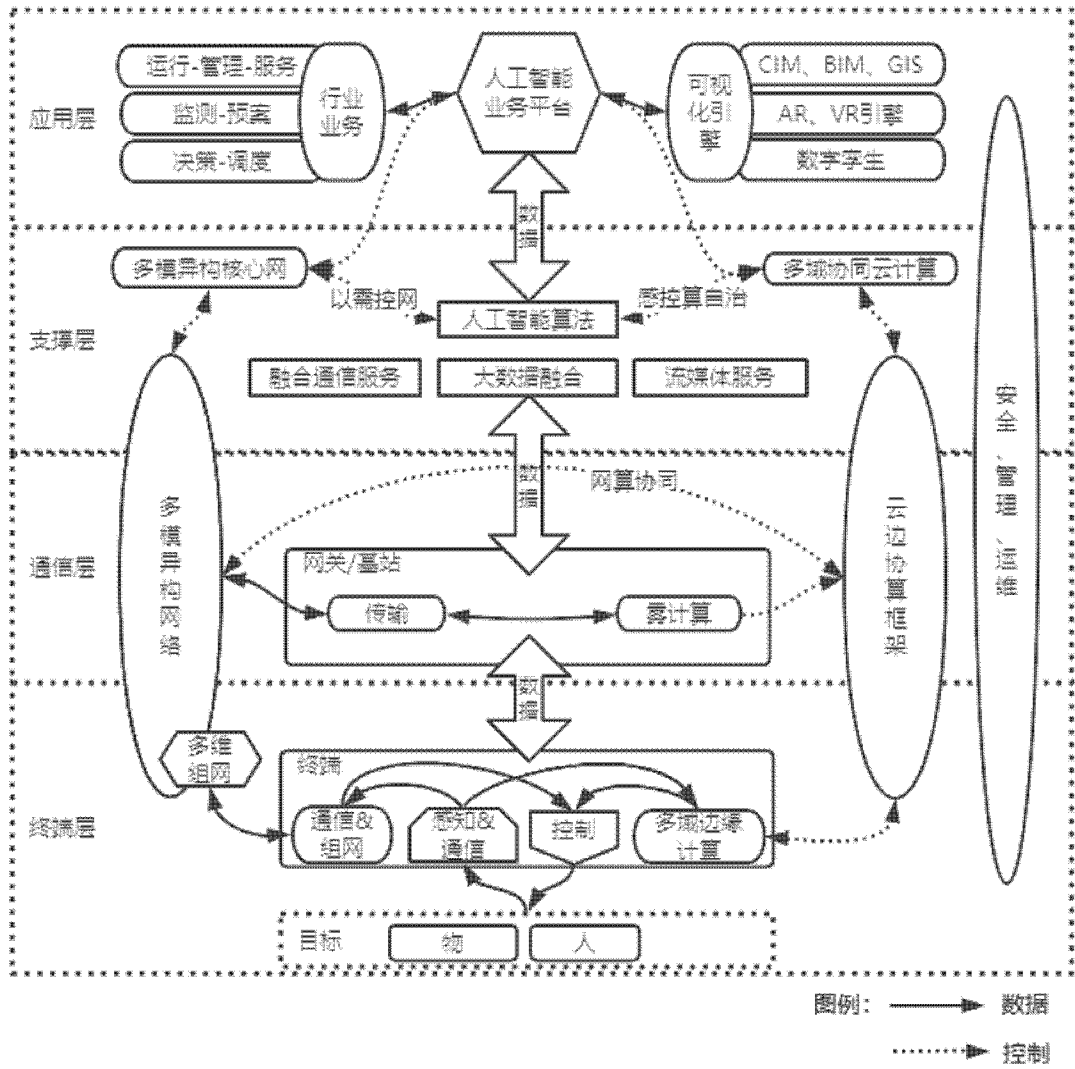 应用层
运行-管理-服务
监测-预案
决策-调度
行业
业务
人工智能
业务平台
可视
化引
擎
CIM、BIM、GIS
AR、VR引擎
数字孪生
数据
支撑层
多模异构核心网
以需控网
人工智能算法
感控算自治
多域协同云计算
融合通信服务
大数据融合
流媒体服务
通信层
多模异构网络
数据
网算协同
网关/基站
传输
雾计算
云边协算框架
安全、管理、运维
数据
终端层
多维
组网
终端
通信&
组网
感知&
通信
控制
多域边缘
计算
目标
物
人
图例：
数据
控制